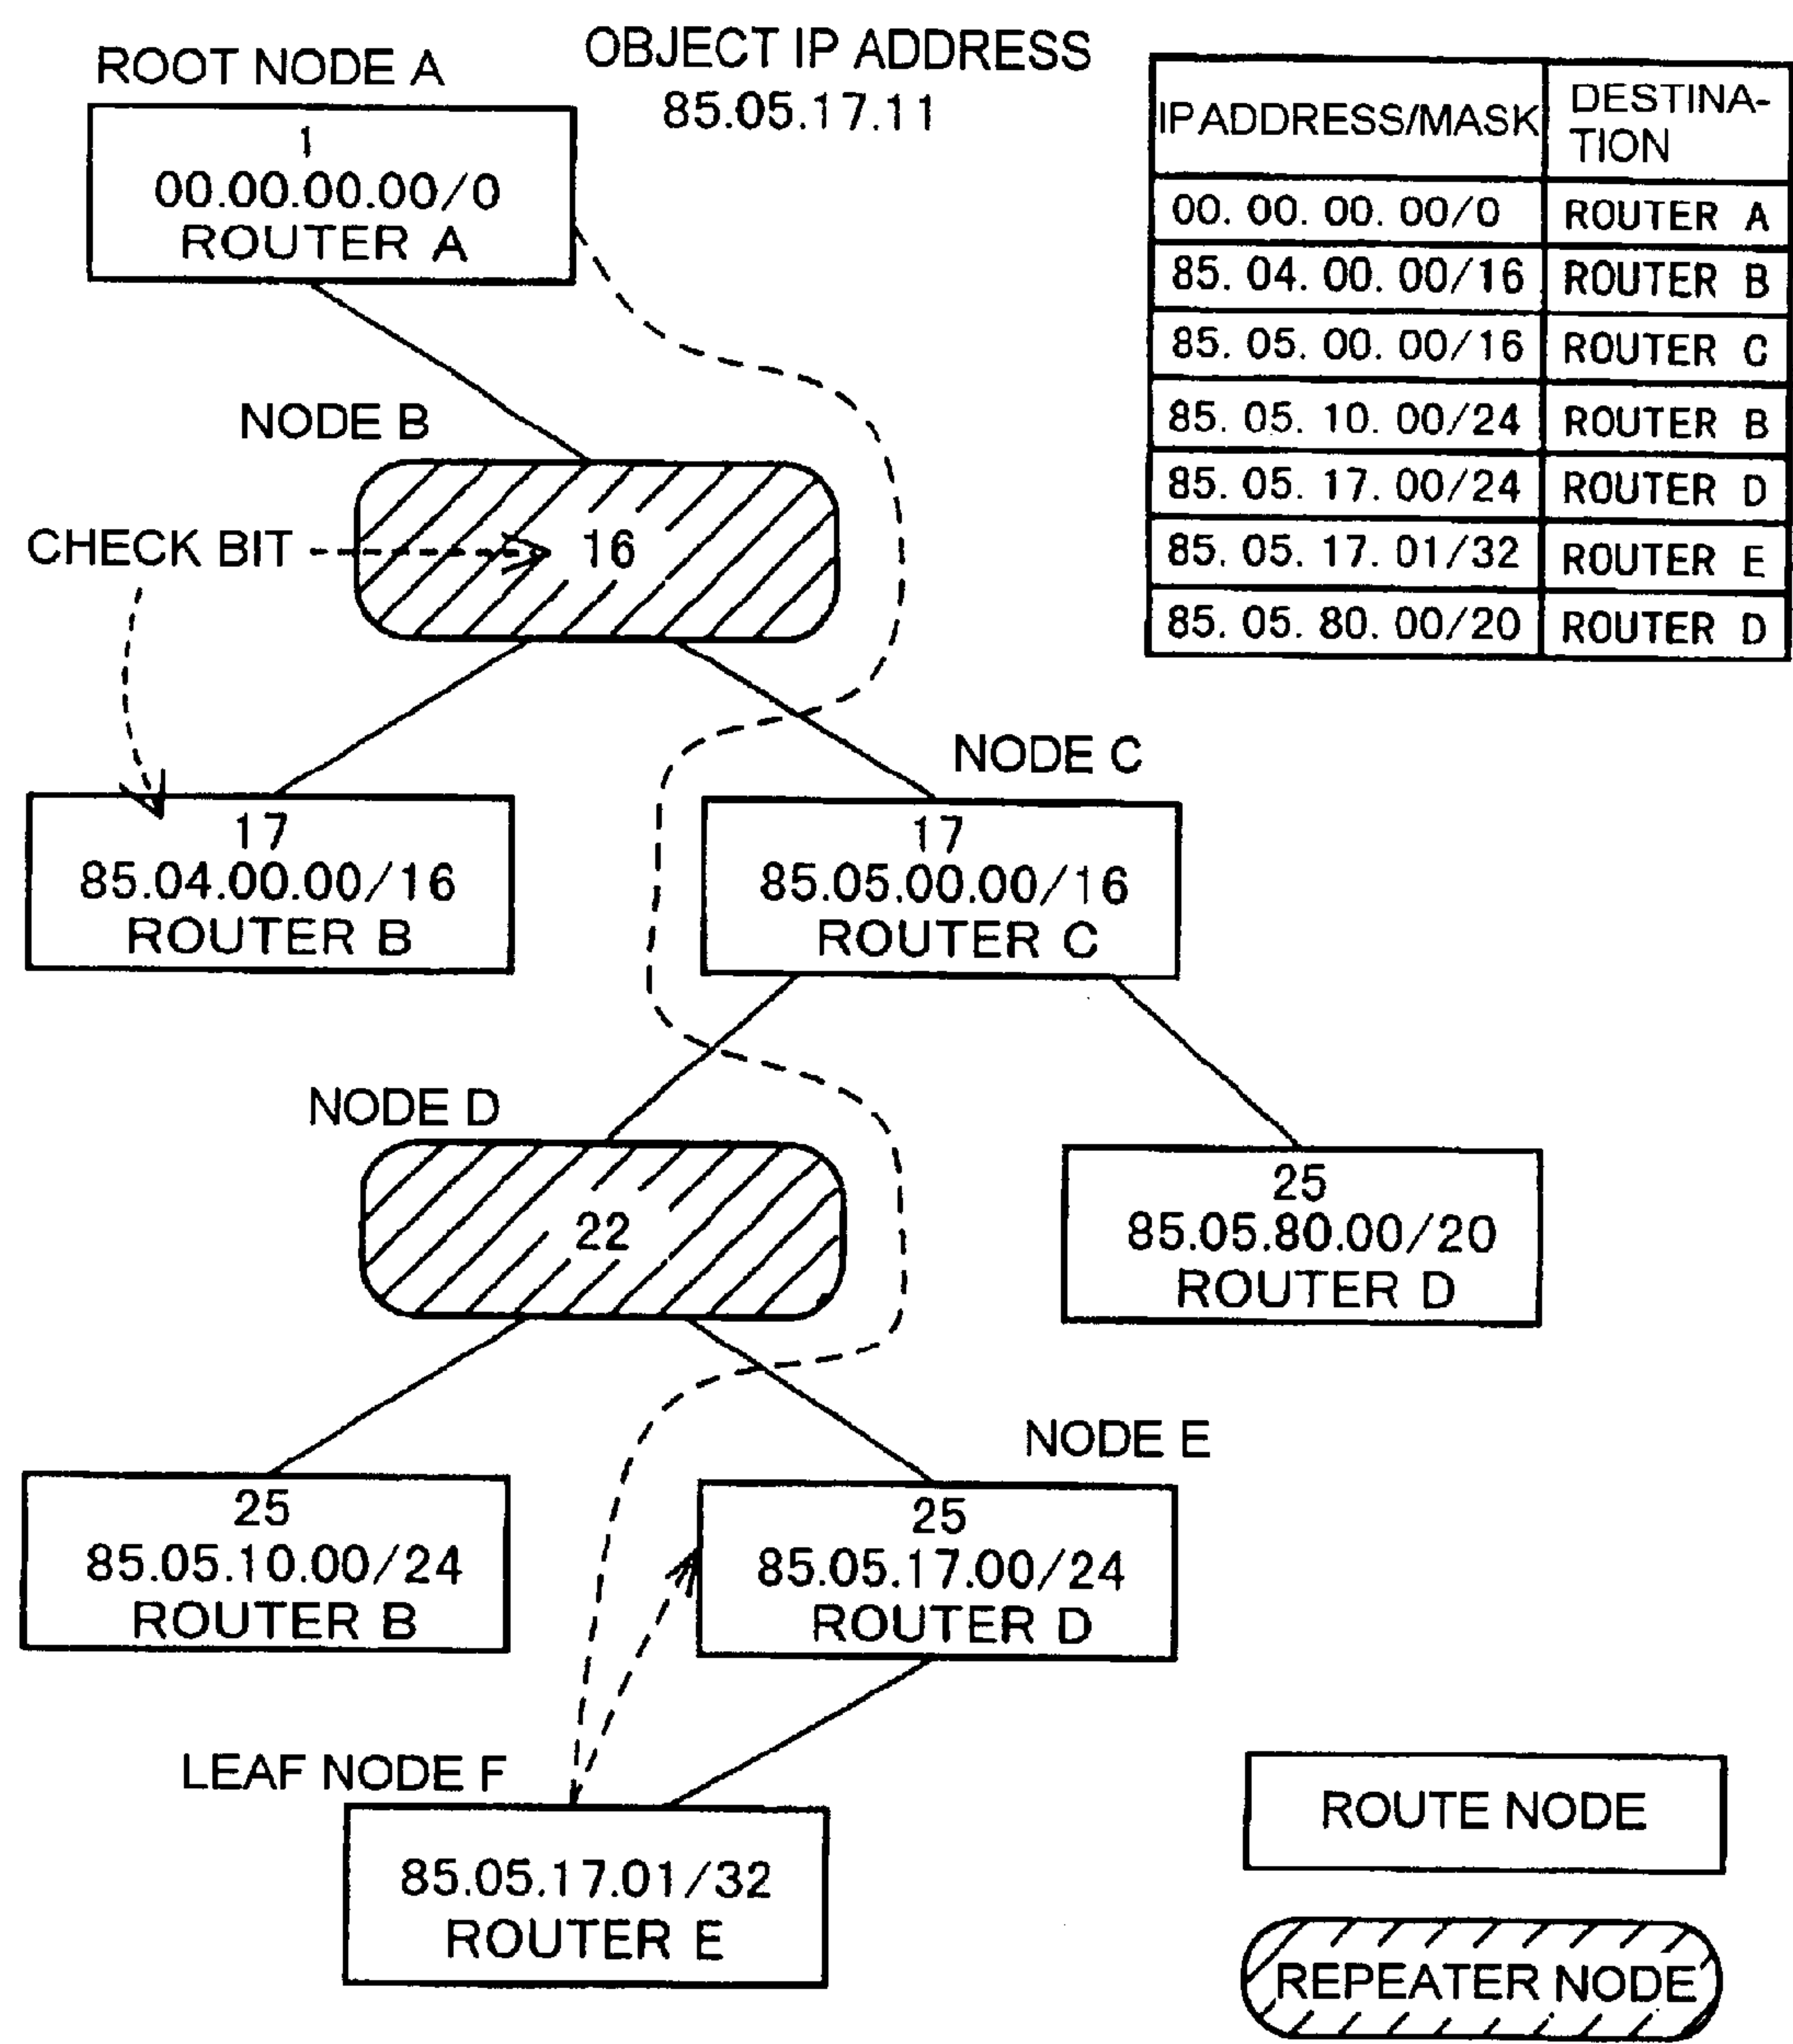 ROOT NODE A
1
00.00.00.00/0
ROUTER A
OBJECT IP ADDRESS
85.05.17.11
IP ADDRESS/MASK
DESTINA-
TION
00. 00. 00. 00/0 ROUTER A
85. 04. 00. 00/16 ROUTER B
85. 05. 00. 00/16 ROUTER C
85. 05. 10. 00/24 ROUTER B
85. 05. 17. 00/24 ROUTER D
85. 05. 17. 01/32 ROUTER E
85. 05. 80. 00/20 ROUTER D
NODE B
CHECK BIT
16
17
85.04.00.00/16
ROUTER B
NODE C
17
85.05.00.00/16
ROUTER C
NODE D
22
25
85.05.80.00/20
ROUTER D
25
85.05.10.00/24
ROUTER B
NODE E
25
85.05.17.00/24
ROUTER D
LEAF NODE F
85.05.17.01/32
ROUTER E
ROUTE NODE
REPEATER NODE